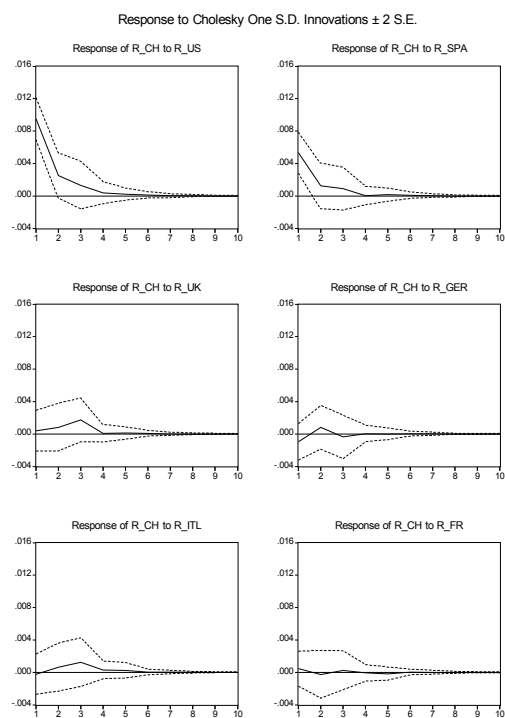 Response to Cholesky One S.D. Innovations ± 2 S.E.
Response of R_CH to R_US
.016
.012
.008
.004
.000
-.004
1 2 3 4 5 6 7 8 9 10
Response of R_CH to R_SPA
.016
.012
.008
.004
.000
-.004
1 2 3 4 5 6 7 8 9 10
Response of R_CH to R_UK
.016
.012
.008
.004
.000
-.004
1 2 3 4 5 6 7 8 9 10
Response of R_CH to R_GER
.016
.012
.008
.004
.000
-.004
1 2 3 4 5 6 7 8 9 10
Response of R_CH to R_ITL
.016
.012
.008
.004
.000
-.004
1 2 3 4 5 6 7 8 9 10
Response of R_CH to R_FR
.016
.012
.008
.004
.000
-.004
1 2 3 4 5 6 7 8 9 10